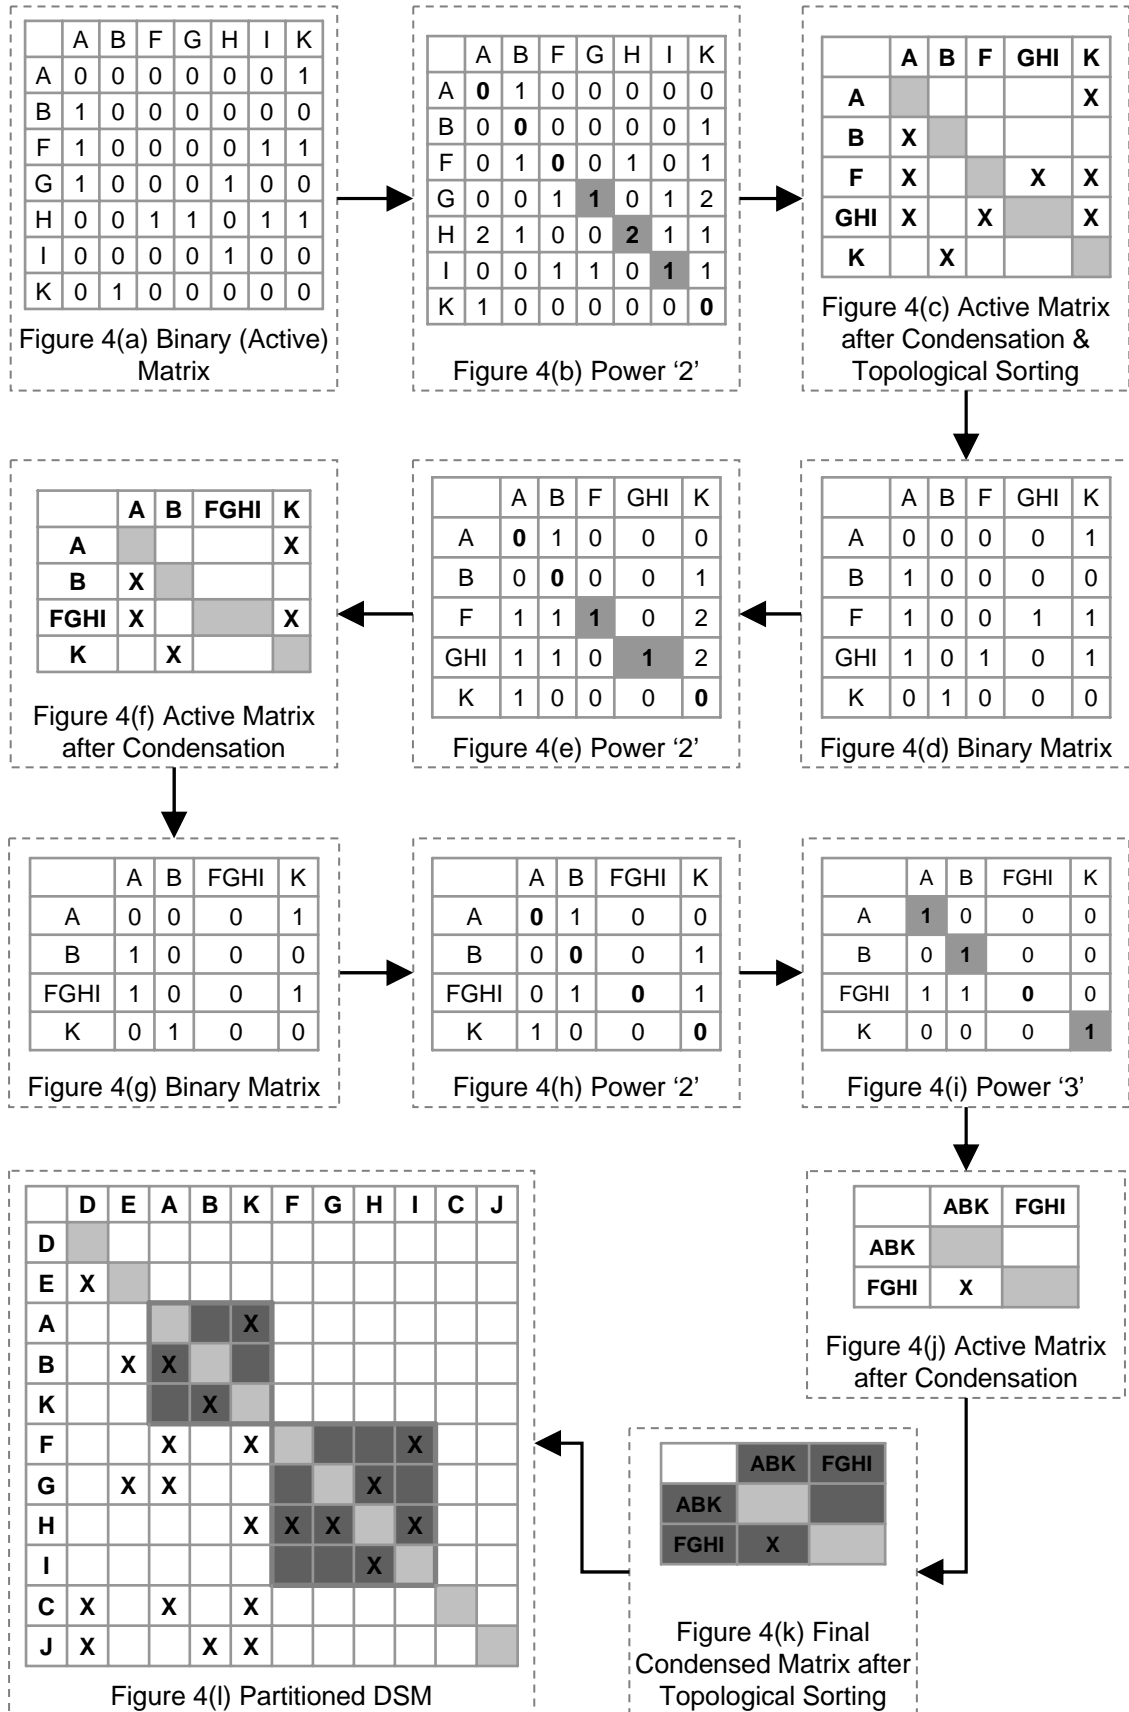 A B F G H I K
A 0 0 0 0 0 0 1
B 1 0 0 0 0 0 0
F 1 0 0 0 0 1 1
G 1 0 0 0 1 0 0
H 0 0 1 1 0 1 1
I 0 0 0 0 1 0 0
K 0 1 0 0 0 0 0
Figure 4(a) Binary (Active)
Matrix
A B F G H I K
A 0 1 0 0 0 0 0
B 0 0 0 0 0 0 1
F 0 1 0 0 1 0 1
G 0 0 1 1 0 1 2
H 2 1 0 0 2 1 1
I 0 0 1 1 0 1 1
K 1 0 0 0 0 0 0
Figure 4(b) Power ‘2’
A B F GHI K
A X
B X
F X X X
GHI X X X
K X
Figure 4(c) Active Matrix
after Condensation &
Topological Sorting
A B FGHI K
A X
B X
FGHI X X
K X
Figure 4(f) Active Matrix
after Condensation
A B F GHI K
A 0 1 0 0 0
B 0 0 0 0 1
F 1 1 1 0 2
GHI 1 1 0 1 2
K 1 0 0 0 0
Figure 4(e) Power ‘2’
A B F GHI K
A 0 0 0 0 1
B 1 0 0 0 0
F 1 0 0 1 1
GHI 1 0 1 0 1
K 0 1 0 0 0
Figure 4(d) Binary Matrix
A B FGHI K
A 0 0 0 1
B 1 0 0 0
FGHI 1 0 0 1
K 0 1 0 0
Figure 4(g) Binary Matrix
A B FGHI K
A 0 1 0 0
B 0 0 0 1
FGHI 0 1 0 1
K 1 0 0 0
Figure 4(h) Power ‘2’
A B FGHI K
A 1 0 0 0
B 0 1 0 0
FGHI 1 1 0 0
K 0 0 0 1
Figure 4(i) Power ‘3’
D E A B K F G H I C J
D
E X
A X
B X X
K X
F X X X
G X X X
H X X X X
I X
C X X X
J X X X
Figure 4(l) Partitioned DSM
ABK FGHI
ABK
FGHI X
Figure 4(j) Active Matrix
after Condensation
ABK FGHI
ABK
FGHI X
Figure 4(k) Final
Condensed Matrix after
Topological Sorting